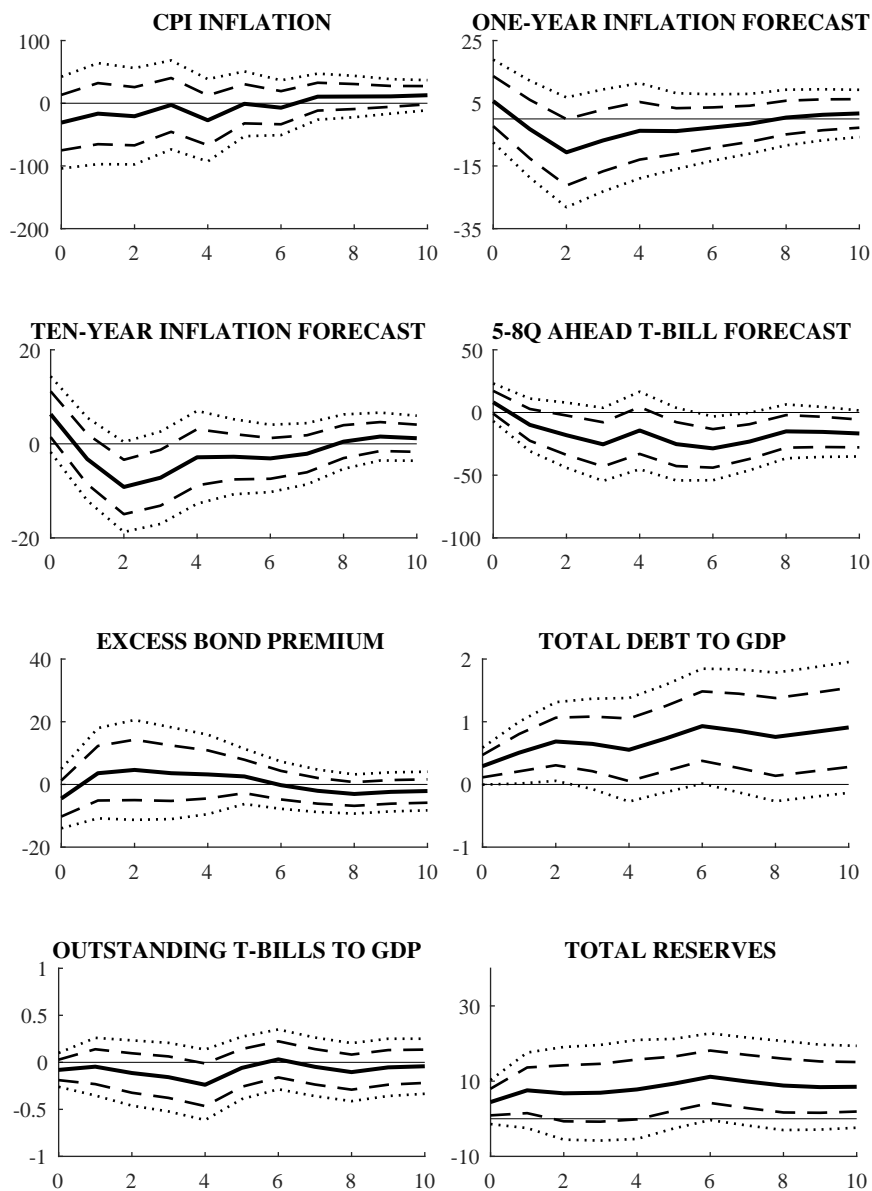 CPI INFLATION
100
0
-100
-200
0 2 4 6 8 10
ONE-YEAR INFLATION FORECAST
25
5
-15
-35
0 2 4 6 8 10
TEN-YEAR INFLATION FORECAST
20
0
-20
0 2 4 6 8 10
5-8Q AHEAD T-BILL FORECAST
50
0
-50
-100
0 2 4 6 8 10
EXCESS BOND PREMIUM
40
20
0
-20
0 2 4 6 8 10
TOTAL DEBT TO GDP
2
1
0
-1
0 2 4 6 8 10
OUTSTANDING T-BILLS TO GDP
1
0.5
0
-0.5
-1
0 2 4 6 8 10
TOTAL RESERVES
30
10
-10
0 2 4 6 8 10